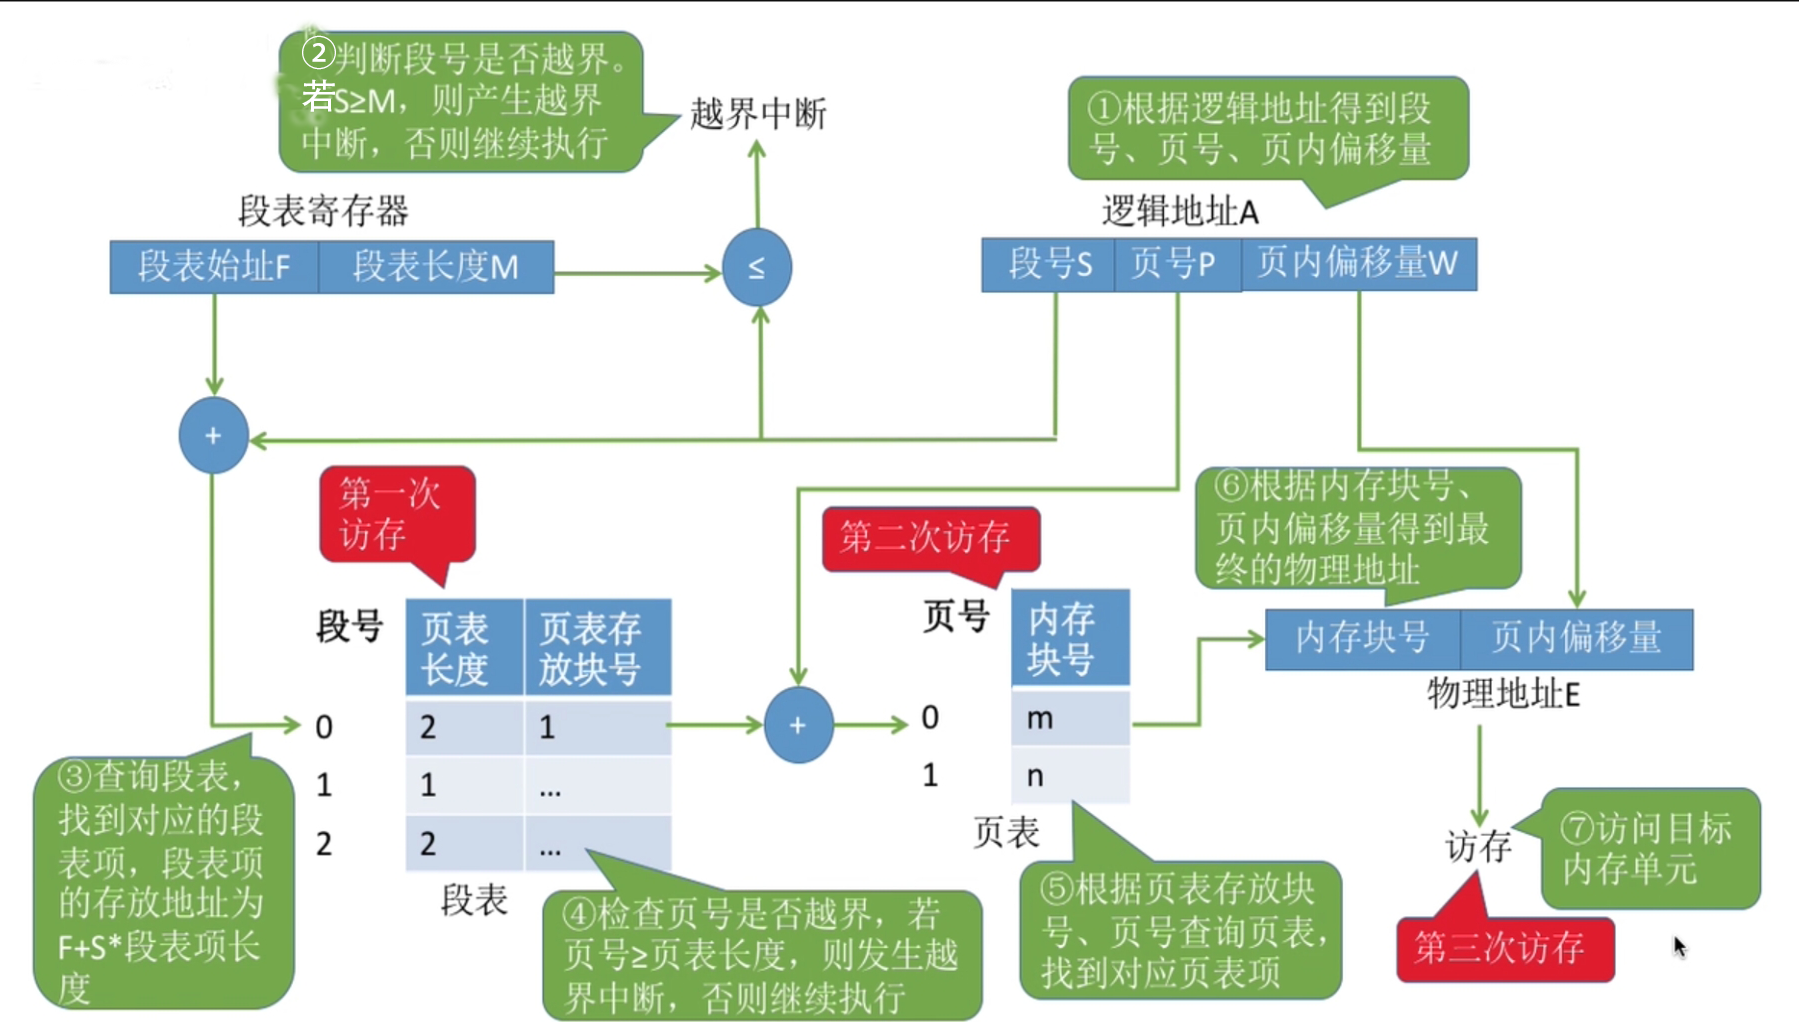 ②判断段号是否越界。
若S≥M，则产生越界
中断，否则继续执行
越界中断
①根据逻辑地址得到段
号、页号、页内偏移量
段表寄存器
逻辑地址A
段表始址F 段表长度M
≤
段号S 页号P 页内偏移量W
+
第一次
访存
第二次访存
⑥根据内存块号、
页内偏移量得到最
终的物理地址
段号
页表
长度
页表存
放块号
0 2 1
1 1 ...
2 2 ...
段表
+
页号
内存
块号
0 m
1 n
页表
内存块号 页内偏移量
物理地址E
③查询段表，
找到对应的段
表项，段表项
的存放地址为
F+S*段表项长
度
④检查页号是否越界，若
页号≥页表长度，则发生越
界中断，否则继续执行
⑤根据页表存放块
号、页号查询页表，
找到对应页表项
访存
⑦访问目标
内存单元
第三次访存